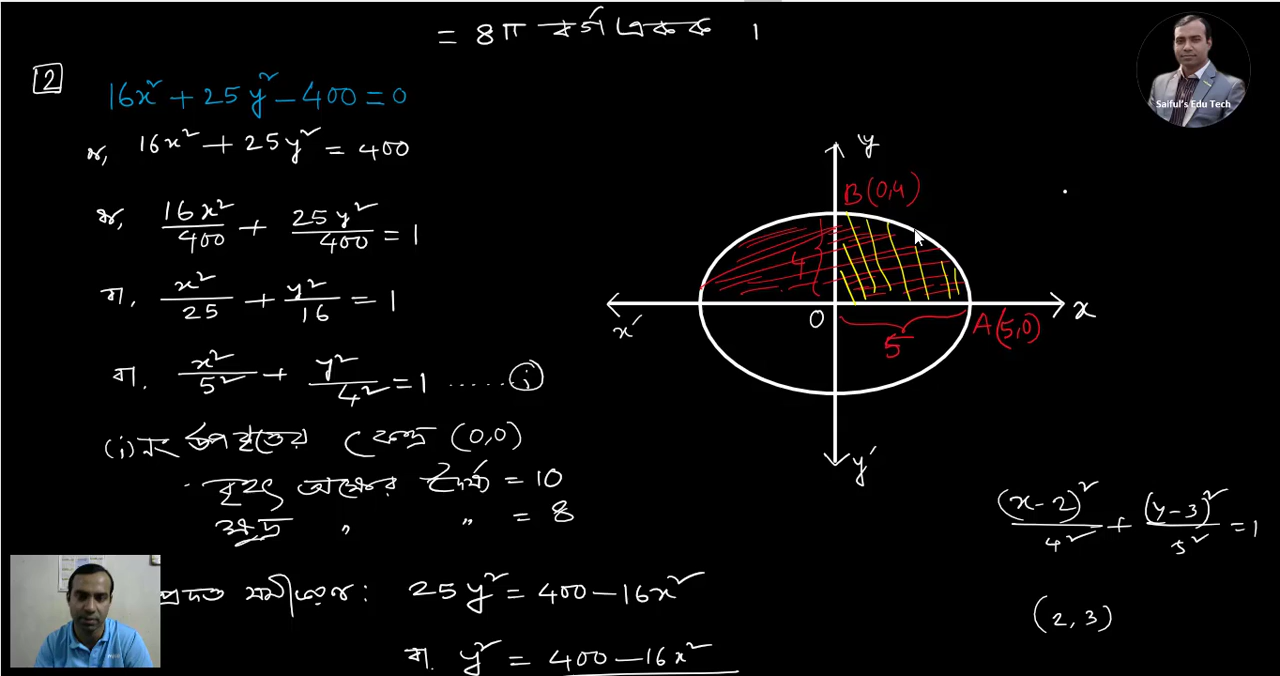 = 8π বর্গ একক ।
2
16x² + 25y² - 400 = 0
বা, 16x² + 25y² = 400
বা, 16x²/400 + 25y²/400 = 1
বা, x²/25 + y²/16 = 1
বা, x²/5² + y²/4² = 1 ...... (i)
(i) নং উপবৃত্তের কেন্দ্র (0,0)
বৃহৎ অক্ষের দৈর্ঘ্য = 10
ক্ষুদ্র " " = 8
প্রদত্ত সমীকরণ: 25y² = 400 - 16x²
বা, y² = 400 - 16x²
Saiful's Edu Tech
y
B(0,4)
4
x'
O
5
A(5,0)
x
y'
(x-2)²/4² + (y-3)²/5² = 1
(2,3)